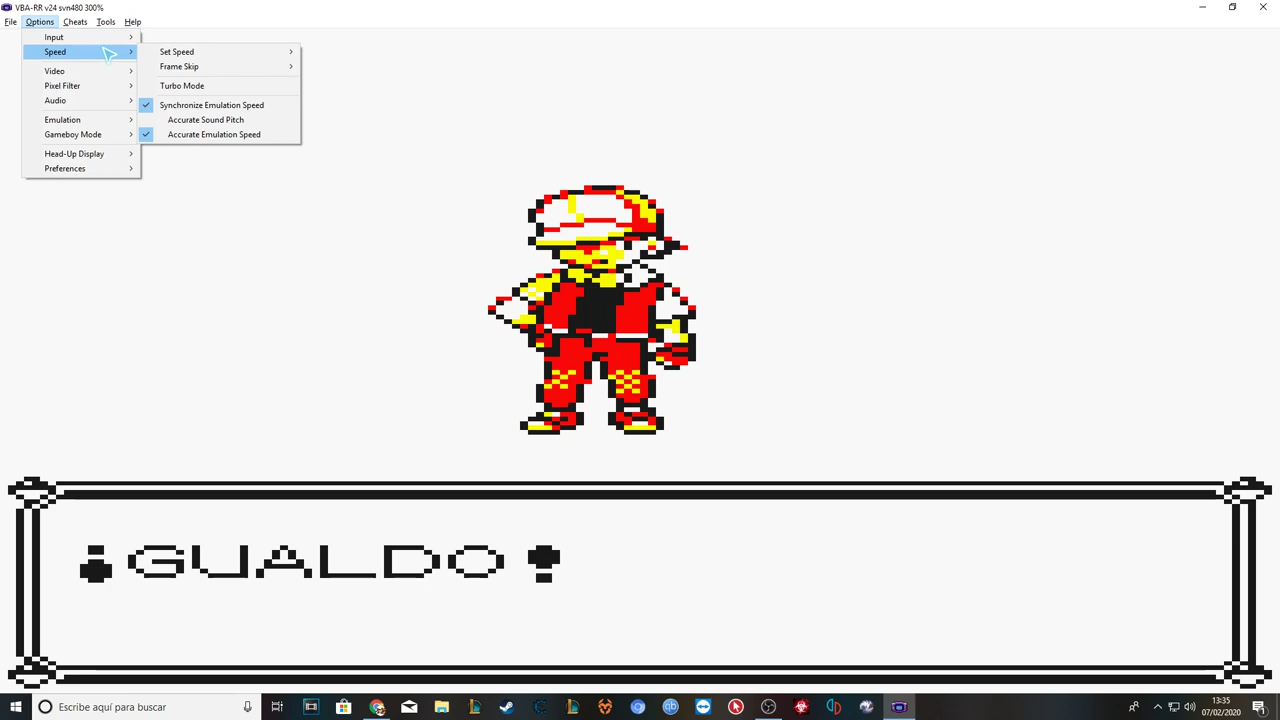 VBA-RR v24 svn480 300%
File Options Cheats Tools Help
Input
Speed
Video
Pixel Filter
Audio
Emulation
Gameboy Mode
Head-Up Display
Preferences
Set Speed
Frame Skip
Turbo Mode
Synchronize Emulation Speed
Accurate Sound Pitch
Accurate Emulation Speed
¡GUALDO!
Escribe aquí para buscar
13:35
07/02/2020